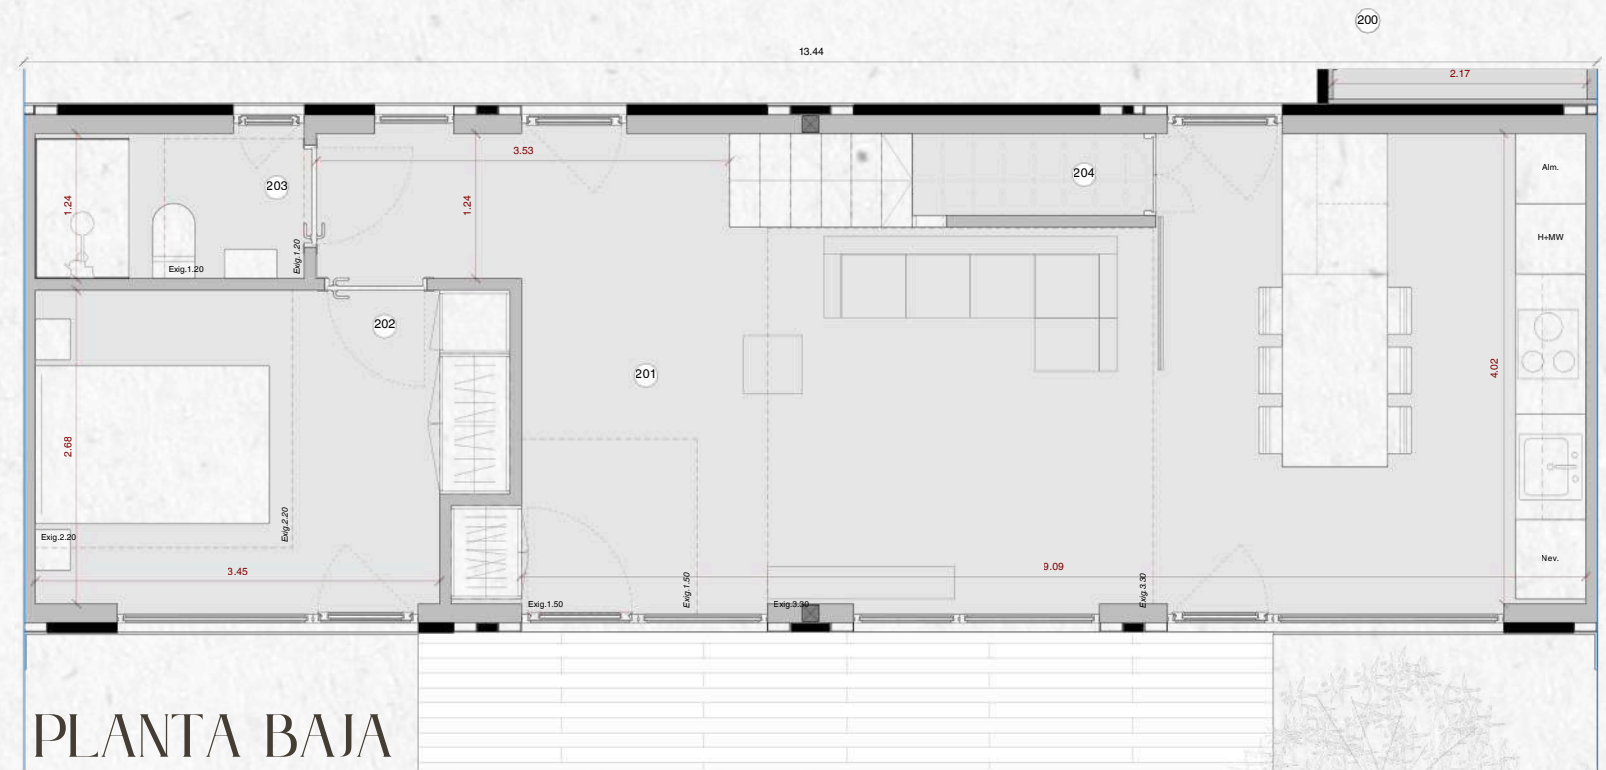 200
13.44
2.17
3.53
203
1.24
1.24
204
Alm.
H+MW
Exig.1.20
Exig.1.20
202
201
4.02
2.68
Exig.2.20
Exig.2.20
3.45
9.09
Nev.
Exig.1.50
Exig.1.50
Exig.3.30
Exig.3.30
PLANTA BAJA